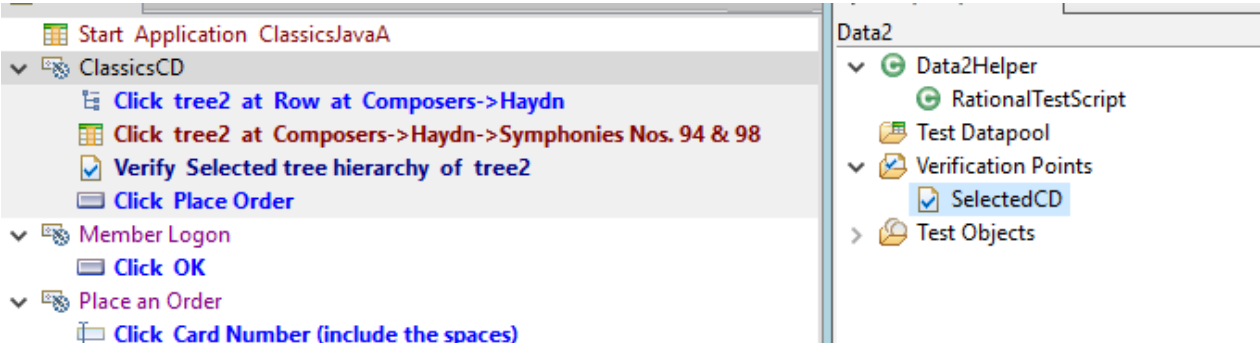 Start Application ClassicsJavaA
ClassicsCD
Click tree2 at Row at Composers->Haydn
Click tree2 at Composers->Haydn->Symphonies Nos. 94 & 98
Verify Selected tree hierarchy of tree2
Click Place Order
Member Logon
Click OK
Place an Order
Click Card Number (include the spaces)
Data2
Data2Helper
RationalTestScript
Test Datapool
Verification Points
SelectedCD
Test Objects